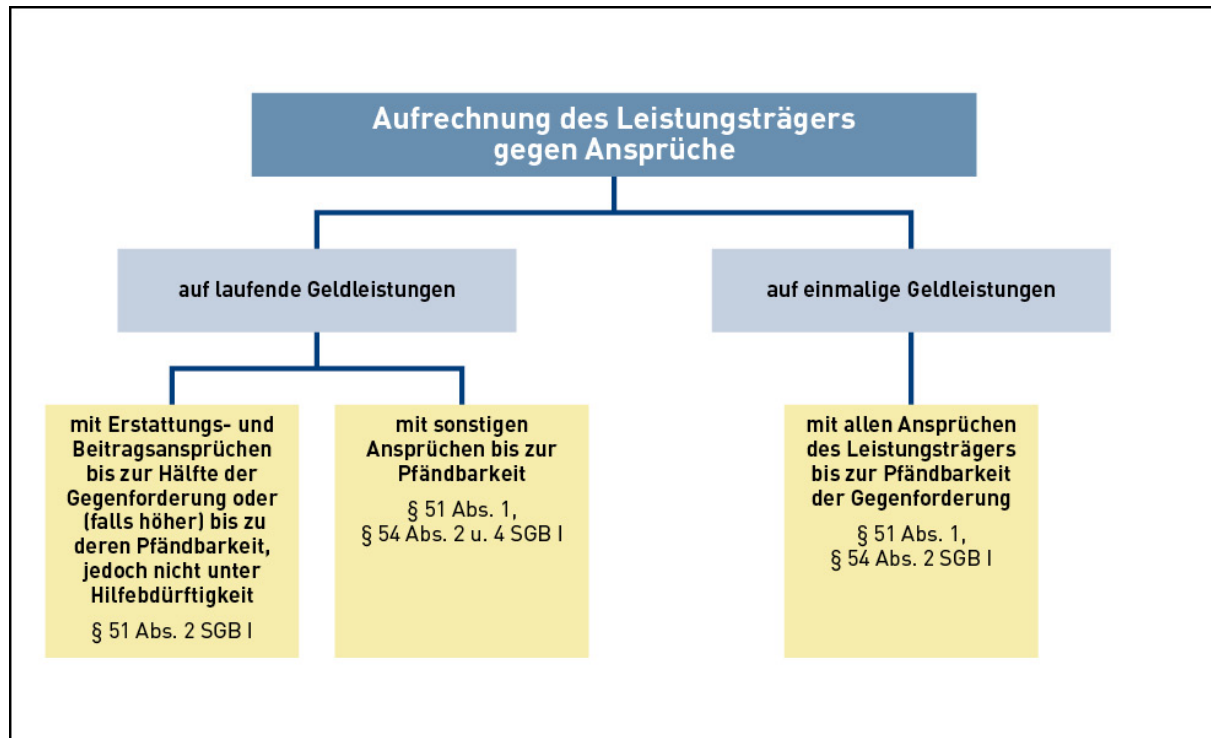 Aufrechnung des Leistungsträgers
gegen Ansprüche
auf laufende Geldleistungen
auf einmalige Geldleistungen
mit Erstattungs- und
Beitragsansprüchen
bis zur Hälfte der
Gegenforderung oder
(falls höher) bis zu
deren Pfändbarkeit,
jedoch nicht unter
Hilfebdürftigkeit
§ 51 Abs. 2 SGB I
mit sonstigen
Ansprüchen bis zur
Pfändbarkeit
§ 51 Abs. 1,
§ 54 Abs. 2 u. 4 SGB I
mit allen Ansprüchen
des Leistungsträgers
bis zur Pfändbarkeit
der Gegenforderung
§ 51 Abs. 1,
§ 54 Abs. 2 SGB I